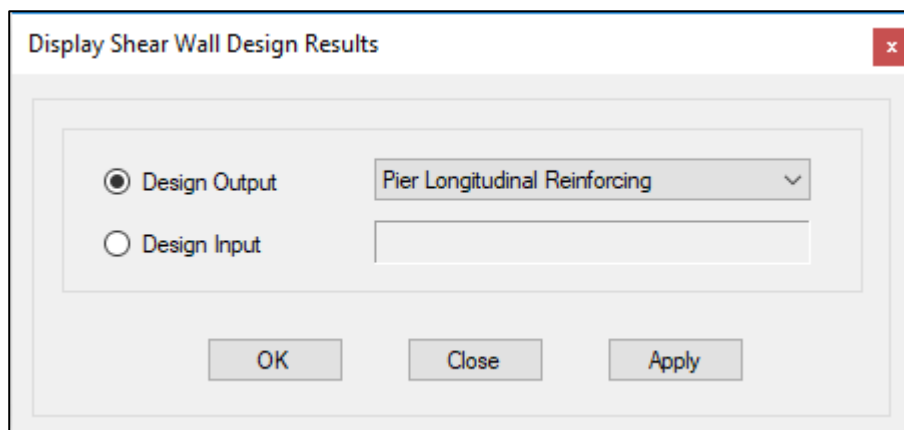 Display Shear Wall Design Results
x
Design Output
Pier Longitudinal Reinforcing
Design Input
OK
Close
Apply